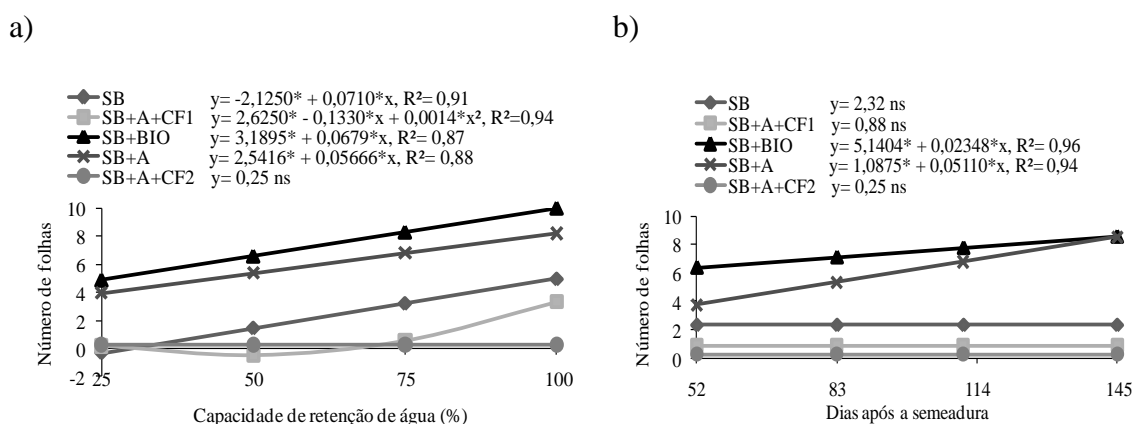 a)
SB y= -2,1250* + 0,0710*x, R²= 0,91
SB+A+CF1 y= 2,6250* - 0,1330*x + 0,0014*x², R²=0,94
SB+BIO y= 3,1895* + 0,0679*x, R²= 0,87
SB+A y= 2,5416* + 0,05666*x, R²= 0,88
SB+A+CF2 y= 0,25 ns
Número de folhas
10
8
6
4
2
0
-2
25 50 75 100
Capacidade de retenção de água (%)
b)
SB y= 2,32 ns
SB+A+CF1 y= 0,88 ns
SB+BIO y= 5,1404* + 0,02348*x, R²= 0,96
SB+A y= 1,0875* + 0,05110*x, R²= 0,94
SB+A+CF2 y= 0,25 ns
Número de folhas
10
8
6
4
2
0
52 83 114 145
Dias após a semeadura